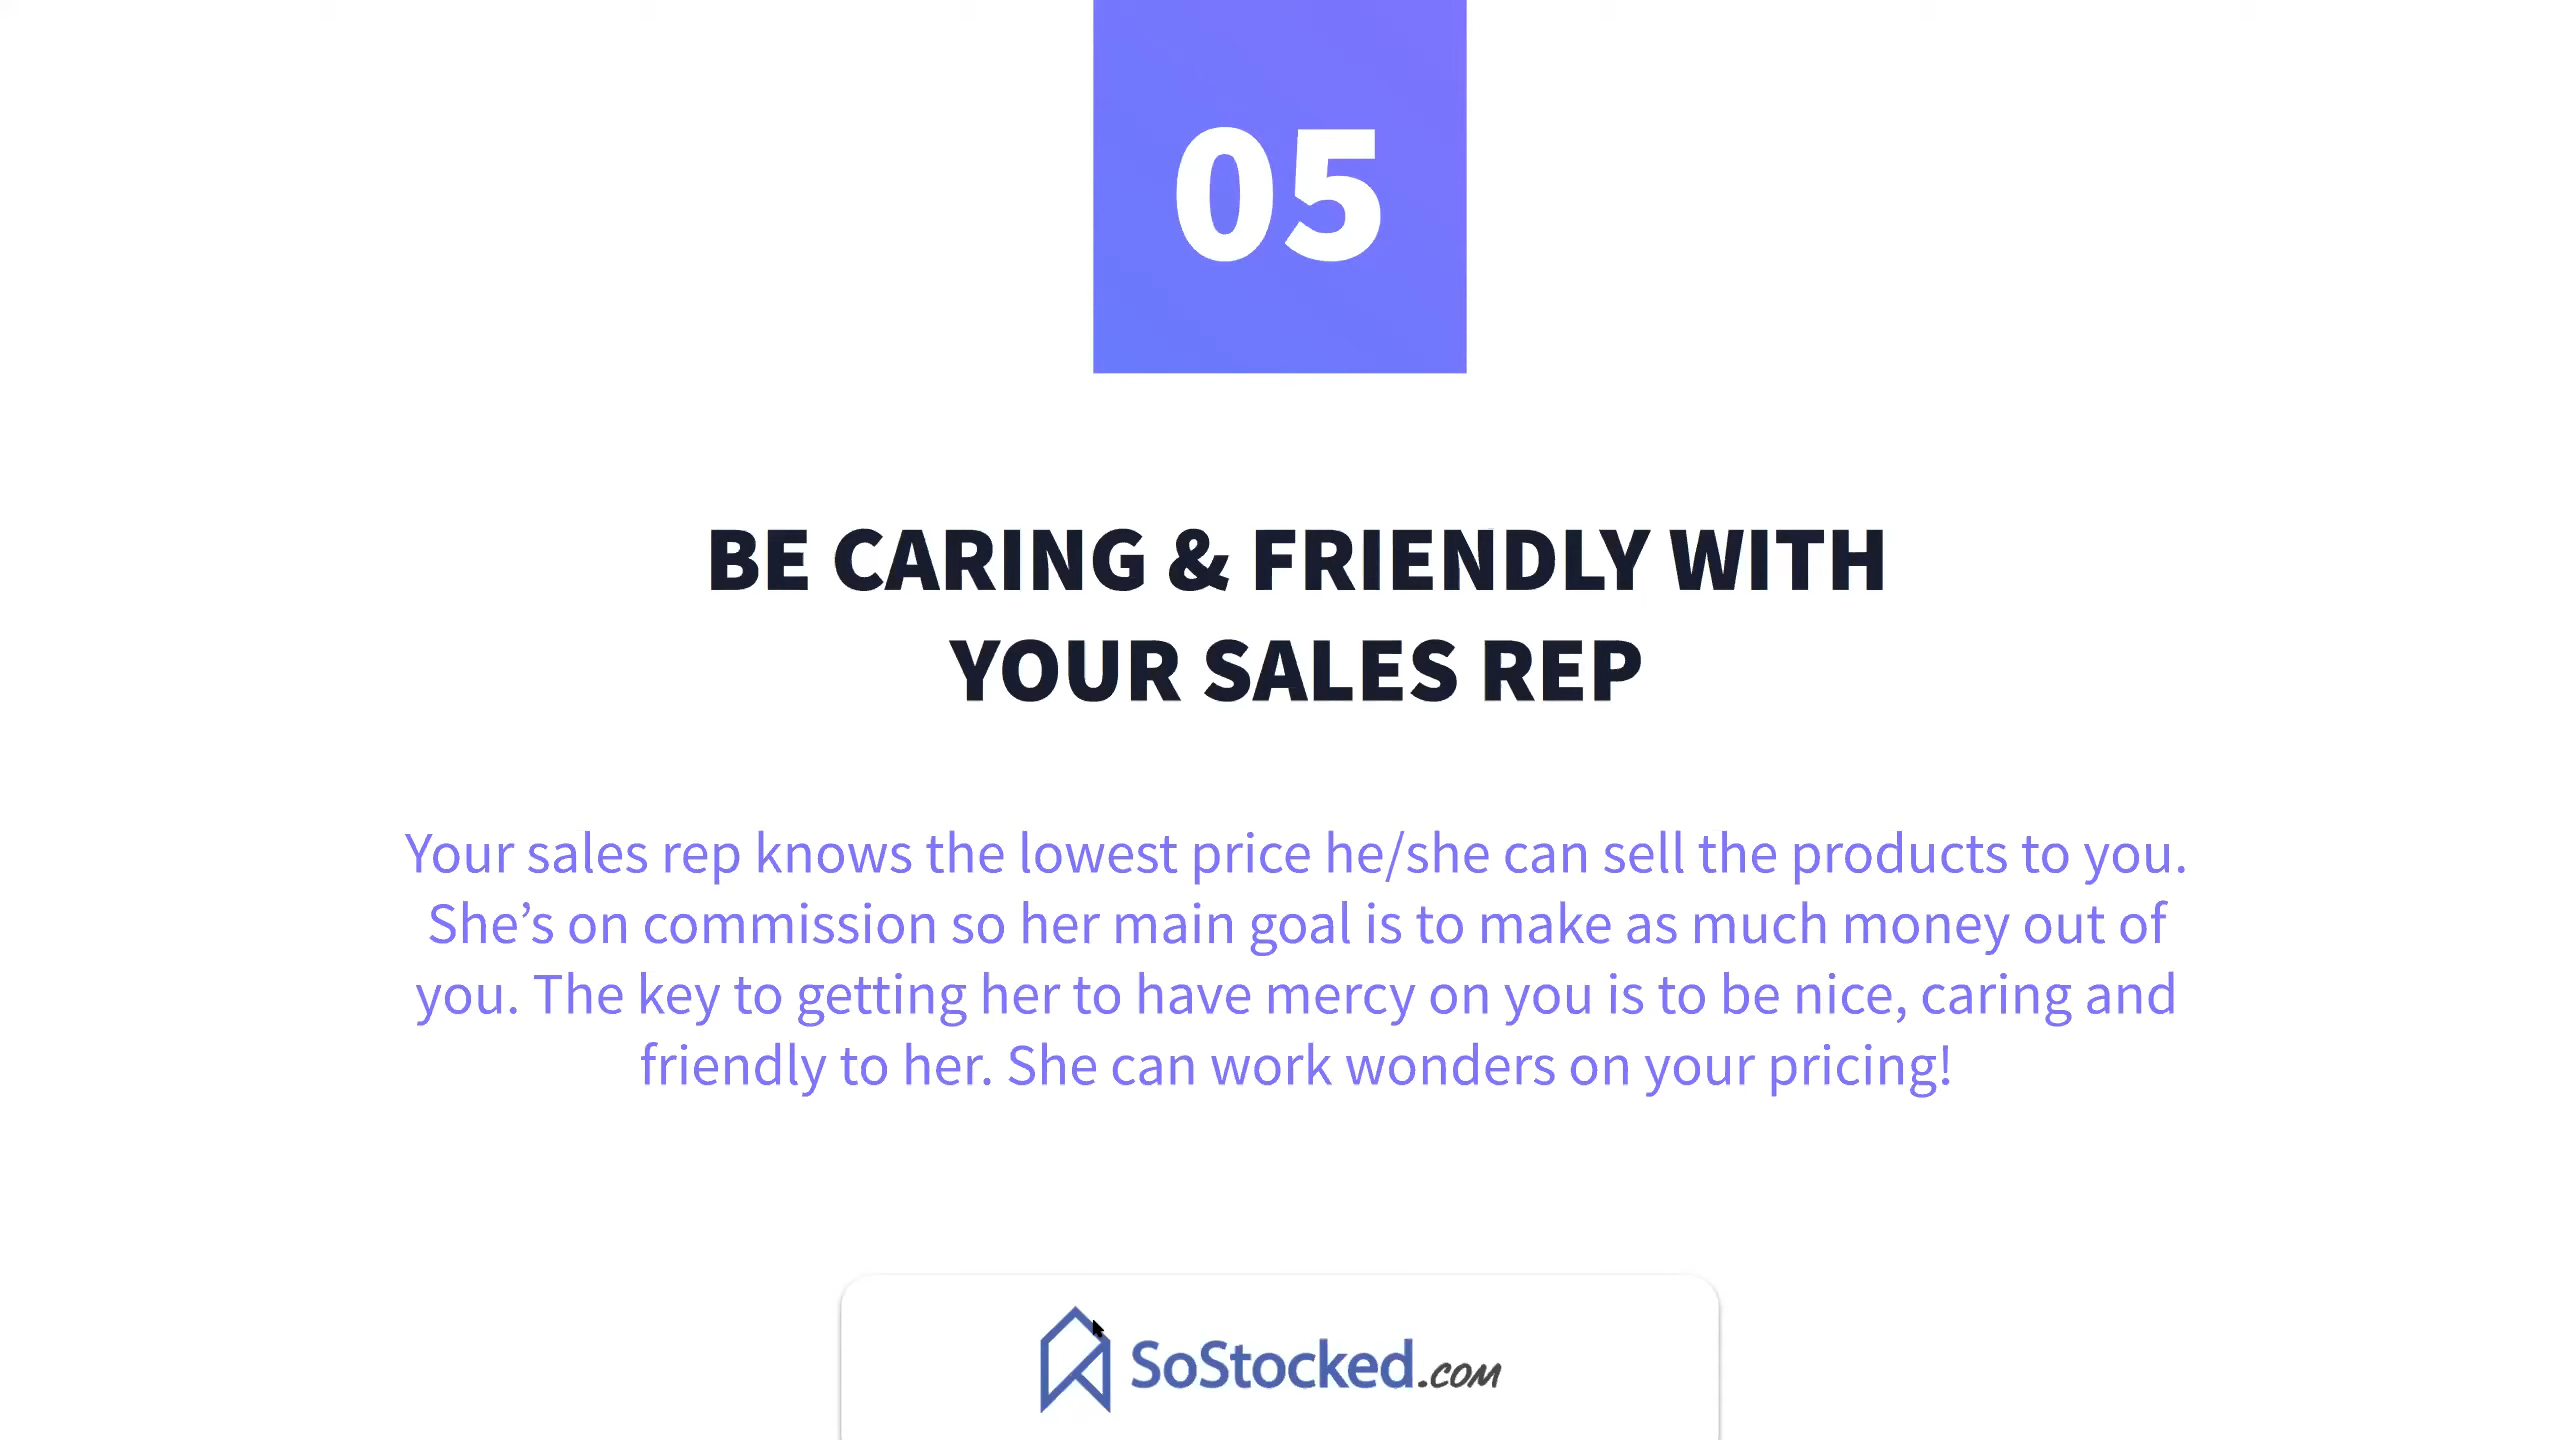 05
BE CARING & FRIENDLY WITH
YOUR SALES REP
Your sales rep knows the lowest price he/she can sell the products to you.
She’s on commission so her main goal is to make as much money out of
you. The key to getting her to have mercy on you is to be nice, caring and
friendly to her. She can work wonders on your pricing!
SoStocked.com